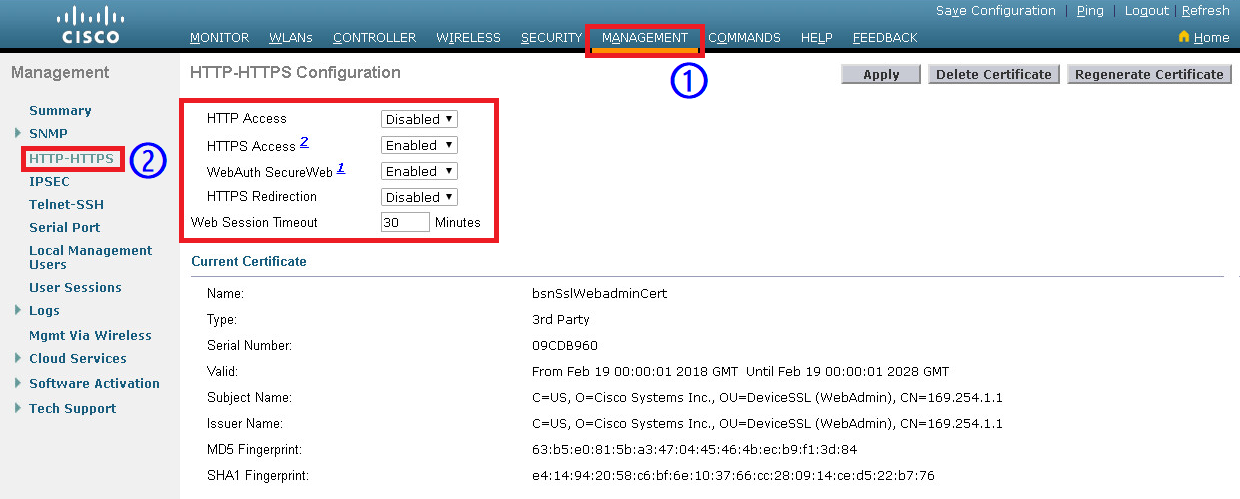 Save Configuration | Ping | Logout | Refresh
CISCO
MONITOR WLANs CONTROLLER WIRELESS SECURITY MANAGEMENT COMMANDS HELP FEEDBACK Home
1
Management
HTTP-HTTPS Configuration
Apply Delete Certificate Regenerate Certificate
Summary
SNMP
HTTP-HTTPS
2
IPSEC
Telnet-SSH
Serial Port
Local Management
Users
User Sessions
Logs
Mgmt Via Wireless
Cloud Services
Software Activation
Tech Support
HTTP Access Disabled
HTTPS Access 2 Enabled
WebAuth SecureWeb 1 Enabled
HTTPS Redirection Disabled
Web Session Timeout 30 Minutes
Current Certificate
Name: bsnSslWebadminCert
Type: 3rd Party
Serial Number: 09CDB960
Valid: From Feb 19 00:00:01 2018 GMT Until Feb 19 00:00:01 2028 GMT
Subject Name: C=US, O=Cisco Systems Inc., OU=DeviceSSL (WebAdmin), CN=169.254.1.1
Issuer Name: C=US, O=Cisco Systems Inc., OU=DeviceSSL (WebAdmin), CN=169.254.1.1
MD5 Fingerprint: 63:b5:e0:81:5b:a3:47:04:45:46:4b:ec:b9:f1:3d:84
SHA1 Fingerprint: e4:14:94:20:58:c6:bf:6e:10:37:66:cc:28:09:14:ce:d5:22:b7:76